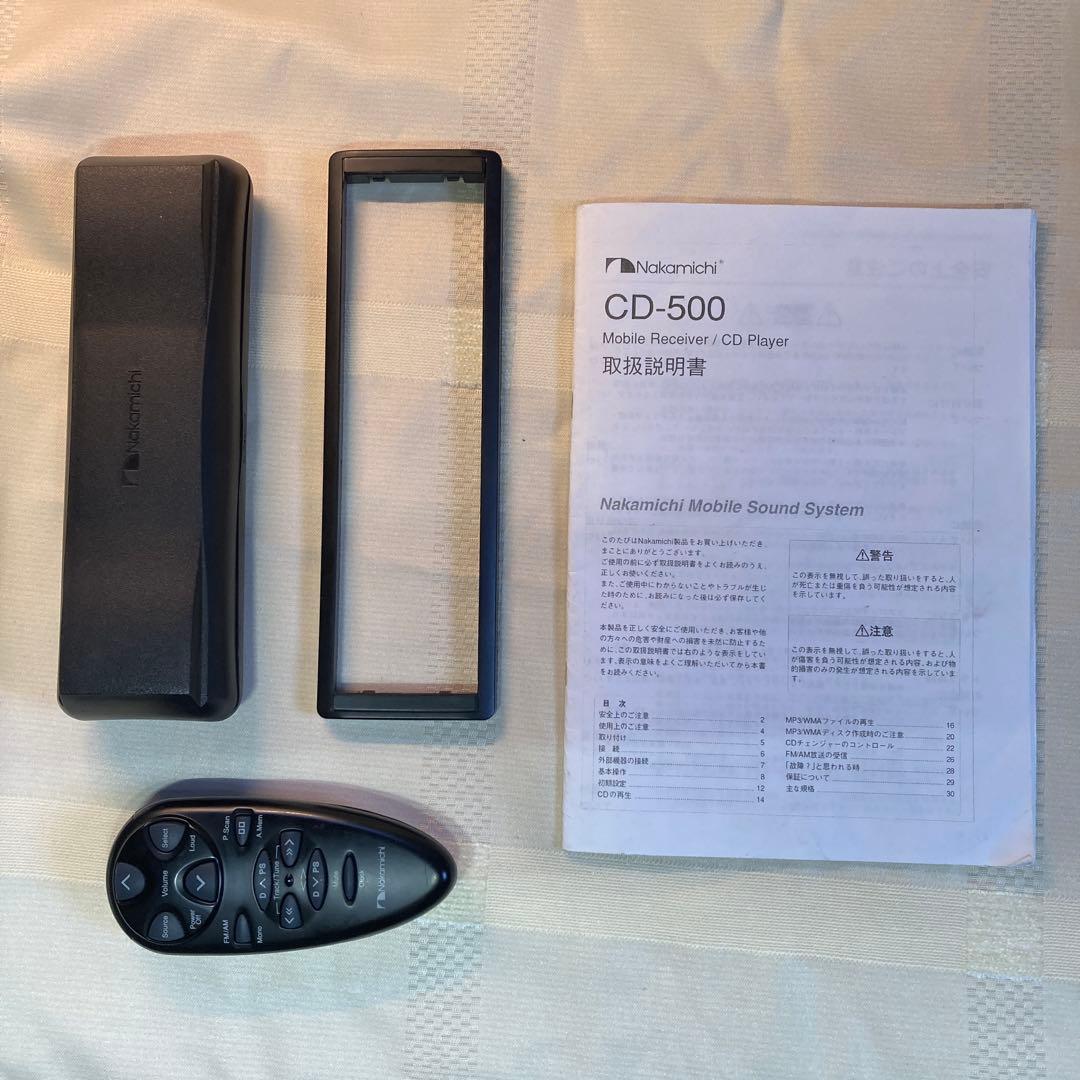 Nakamichi
Nakamichi®
CD-500
Mobile Receiver / CD Player
取扱説明書
Nakamichi Mobile Sound System
このたびはNakamichi製品をお買い上げいただき、
まことにありがとうございます。
ご使用の前に必ず取扱説明書をよくお読みのうえ、
正しくお使いください。
また、ご使用中にわからないことやトラブルが生じ
た時のために、お読みになった後は必ず保存してく
ださい。
本製品を正しく安全にご使用いただき、お客様や他
の方々への危害や財産への損害を未然に防止するた
めに、この取扱説明書では右のような表示をしてい
ます。表示の意味をよくご理解いただいてから本書
をお読みください。
⚠警告
この表示を無視して、誤った取り扱いをすると、人
が死亡または重傷を負う可能性が想定される内容
を示しています。
⚠注意
この表示を無視して、誤った取り扱いをすると、人
が傷害を負う可能性が想定される内容、および物
的損害のみの発生が想定される内容を示していま
す。
目 次
安全上のご注意 2
使用上のご注意 4
取り付け 5
接 続 6
外部機器の接続 7
基本操作 8
初期設定 12
CDの再生 14
MP3/WMAファイルの再生 16
MP3/WMAディスク作成時のご注意 20
CDチェンジャーのコントロール 22
FM/AM放送の受信 26
「故障?」と思われる時 28
保証について 29
主な規格 30
Select
Loud
Volume
Source
Power
Off
P.Scan
A.Mem
FM/AM
Mono
D ∧ PS
Track/Tune
D ∨ PS
Mute
Clock
Nakamichi